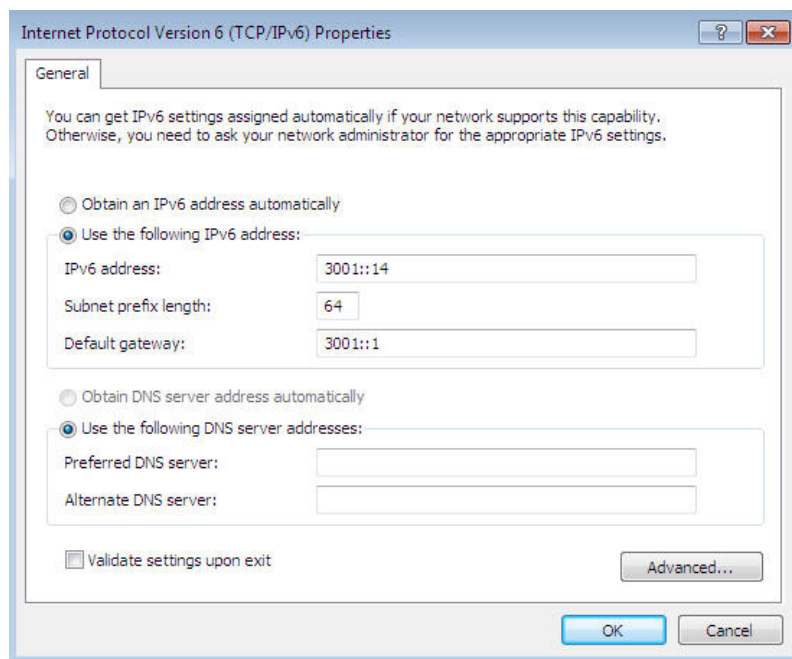 Internet Protocol Version 6 (TCP/IPv6) Properties
General
You can get IPv6 settings assigned automatically if your network supports this capability.
Otherwise, you need to ask your network administrator for the appropriate IPv6 settings.
Obtain an IPv6 address automatically
Use the following IPv6 address:
IPv6 address: 3001::14
Subnet prefix length: 64
Default gateway: 3001::1
Obtain DNS server address automatically
Use the following DNS server addresses:
Preferred DNS server:
Alternate DNS server:
Validate settings upon exit
Advanced...
OK Cancel